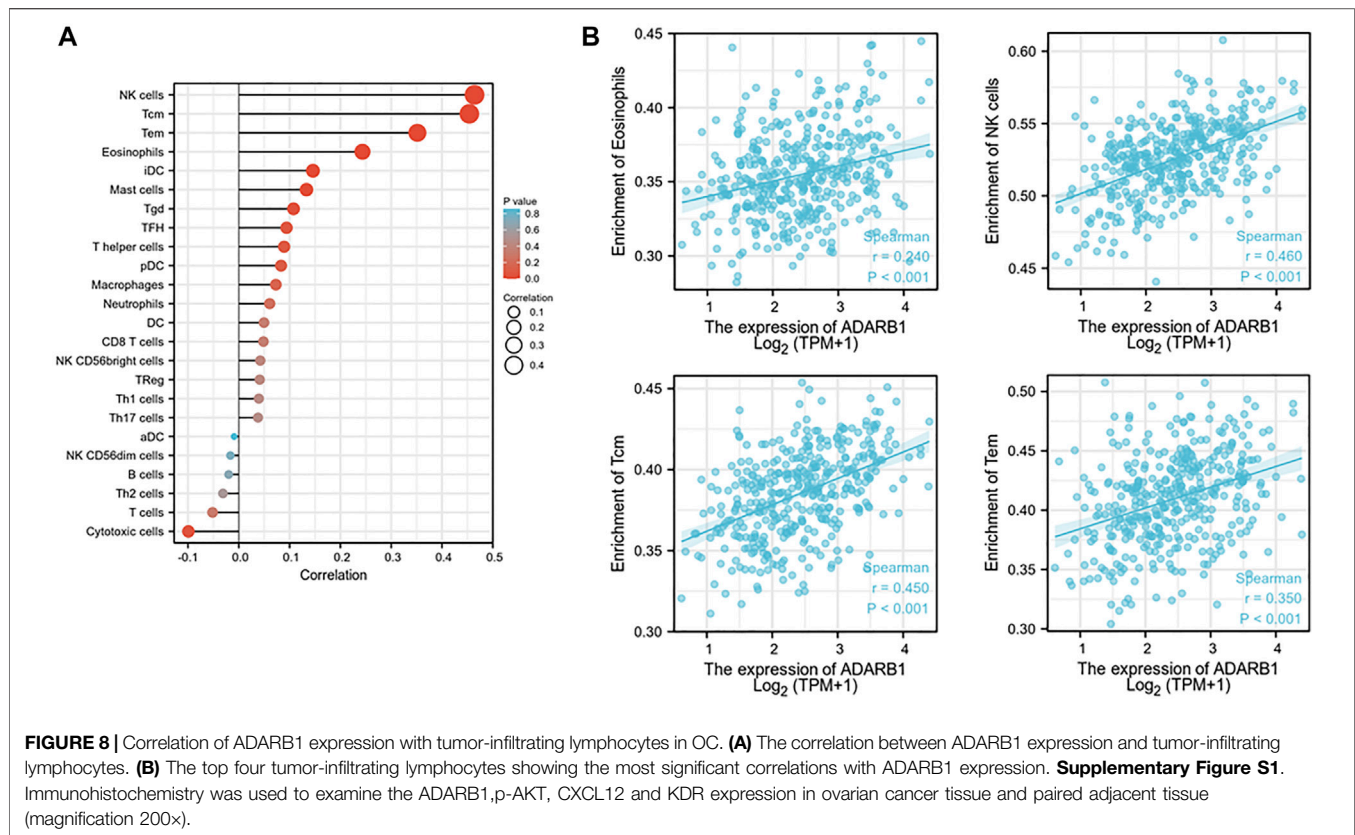 A
NK cells
Tcm
Tem
Eosinophils
iDC
Mast cells
Tgd
TFH
T helper cells
pDC
Macrophages
Neutrophils
DC
CD8 T cells
NK CD56bright cells
TReg
Th1 cells
Th17 cells
aDC
NK CD56dim cells
B cells
Th2 cells
T cells
Cytotoxic cells
-0.1 0.0 0.1 0.2 0.3 0.4 0.5
Correlation
P value
0.8
0.6
0.4
0.2
0.0
Correlation
0.1
0.2
0.3
0.4
B
Enrichment of Eosinophils
0.45
0.40
0.35
0.30
Spearman
r = 0.240
P < 0.001
1 2 3 4
The expression of ADARB1
Log2 (TPM+1)
Enrichment of NK cells
0.60
0.55
0.50
0.45
Spearman
r = 0.460
P < 0.001
1 2 3 4
The expression of ADARB1
Log2 (TPM+1)
Enrichment of Tcm
0.45
0.40
0.35
0.30
Spearman
r = 0.450
P < 0.001
1 2 3 4
The expression of ADARB1
Log2 (TPM+1)
Enrichment of Tem
0.50
0.45
0.40
0.35
0.30
Spearman
r = 0.350
P < 0.001
1 2 3 4
The expression of ADARB1
Log2 (TPM+1)
FIGURE 8 | Correlation of ADARB1 expression with tumor-infiltrating lymphocytes in OC. (A) The correlation between ADARB1 expression and tumor-infiltrating
lymphocytes. (B) The top four tumor-infiltrating lymphocytes showing the most significant correlations with ADARB1 expression. Supplementary Figure S1.
Immunohistochemistry was used to examine the ADARB1,p-AKT, CXCL12 and KDR expression in ovarian cancer tissue and paired adjacent tissue
(magnification 200×).